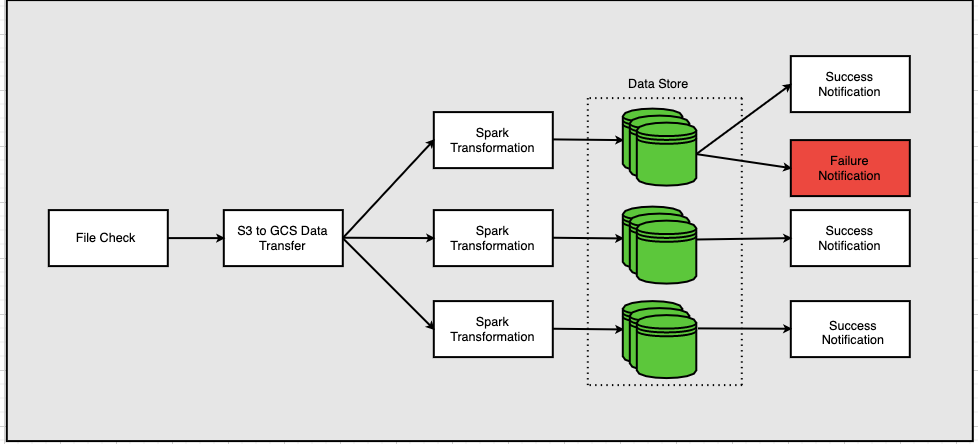 File Check
S3 to GCS Data
Transfer
Spark
Transformation
Spark
Transformation
Spark
Transformation
Data Store
Success
Notification
Failure
Notification
Success
Notification
Success
Notification